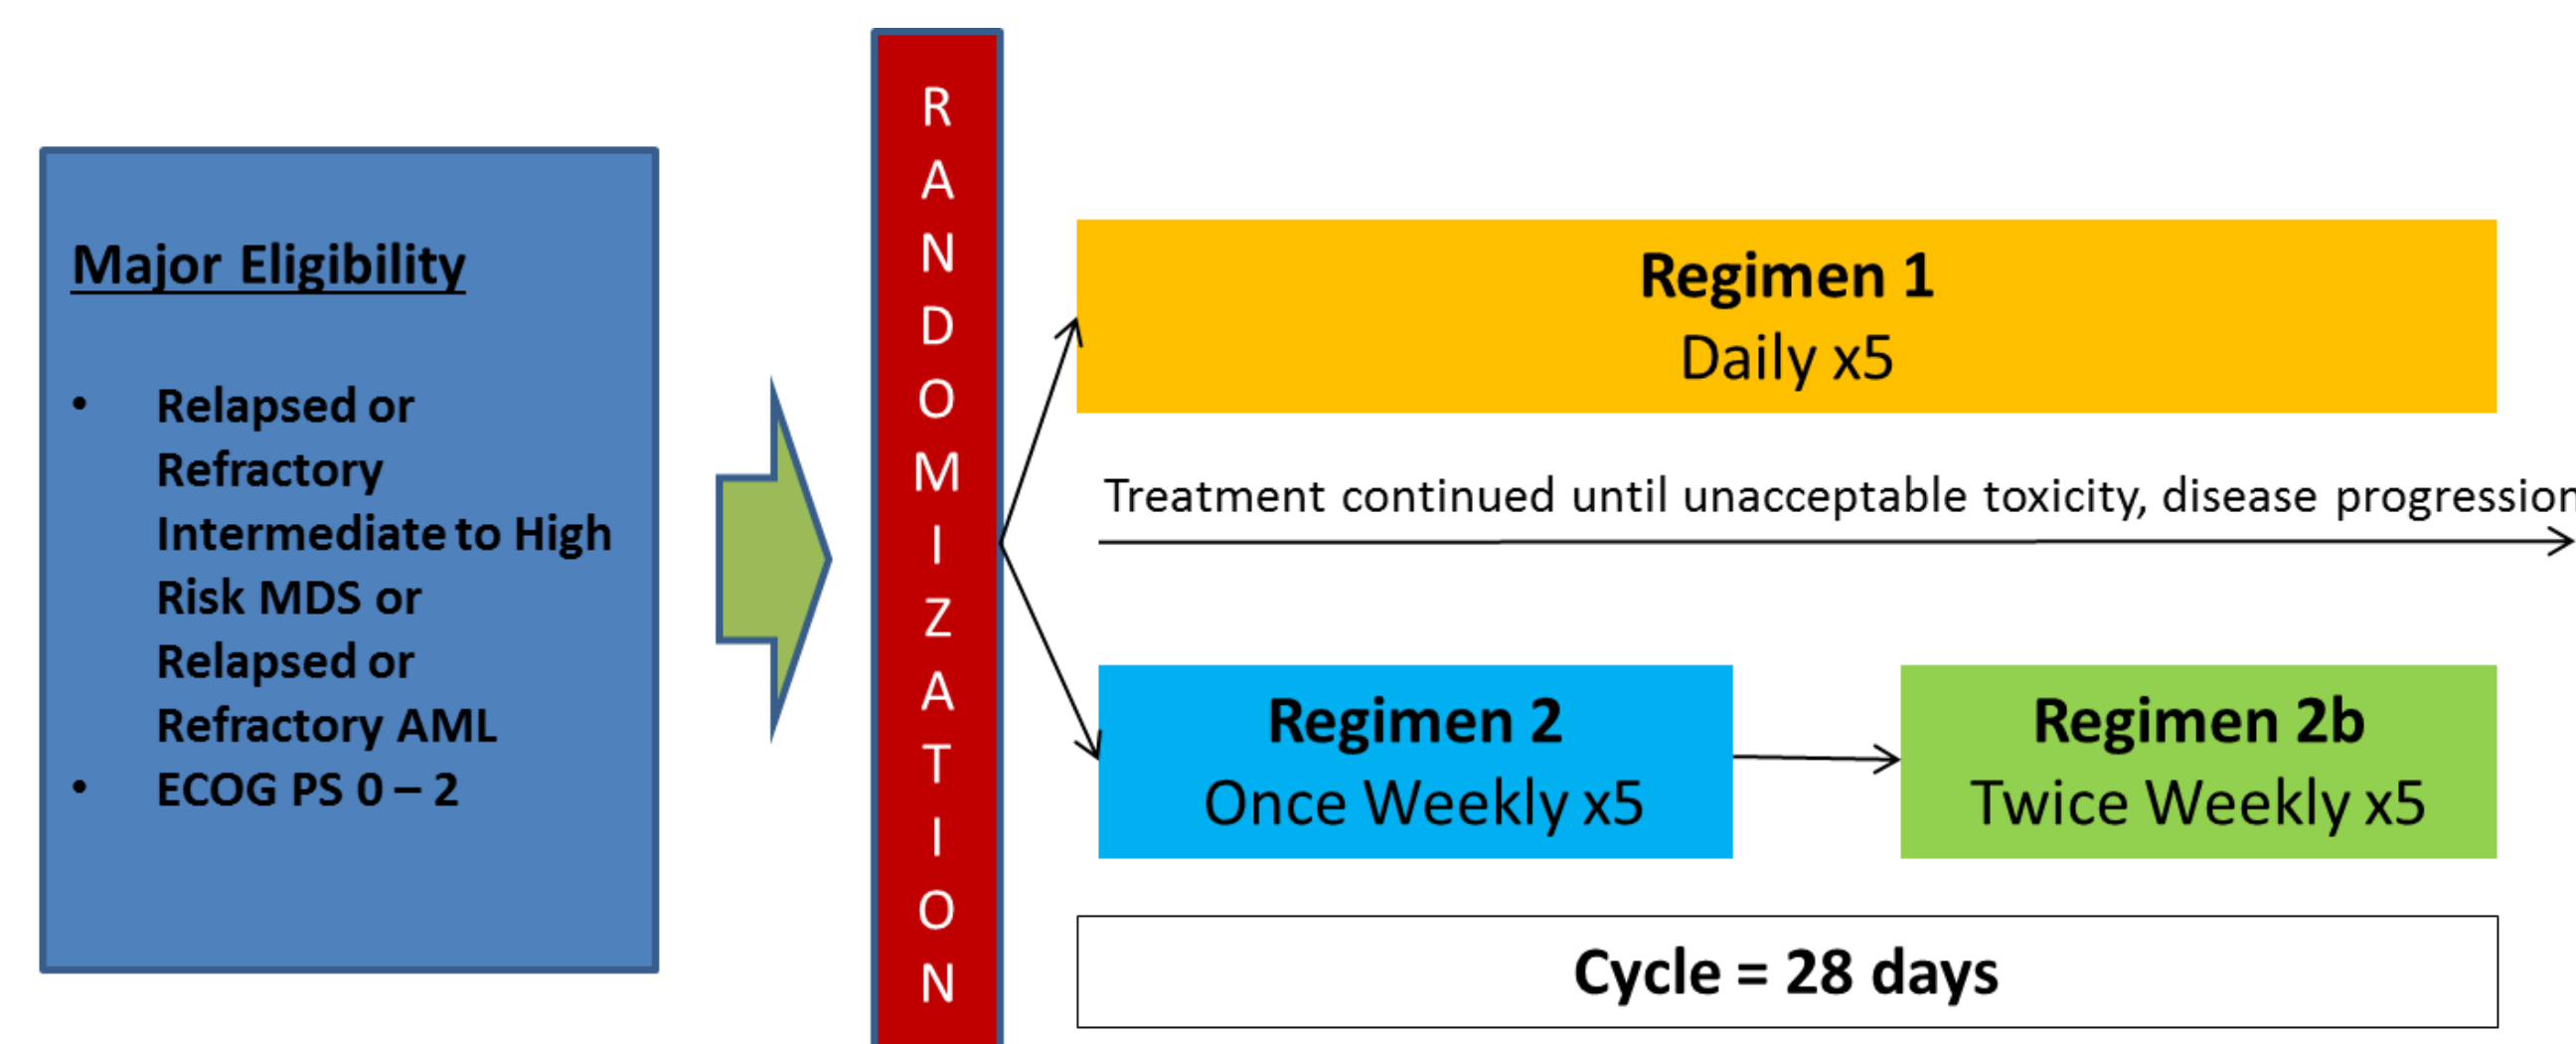 Major Eligibility
• Relapsed or
Refractory
Intermediate to High
Risk MDS or
Relapsed or
Refractory AML
• ECOG PS 0 – 2
R
A
N
D
O
M
I
Z
A
T
I
O
N
Regimen 1
Daily x5
Treatment continued until unacceptable toxicity, disease progression
Regimen 2
Once Weekly x5
Regimen 2b
Twice Weekly x5
Cycle = 28 days